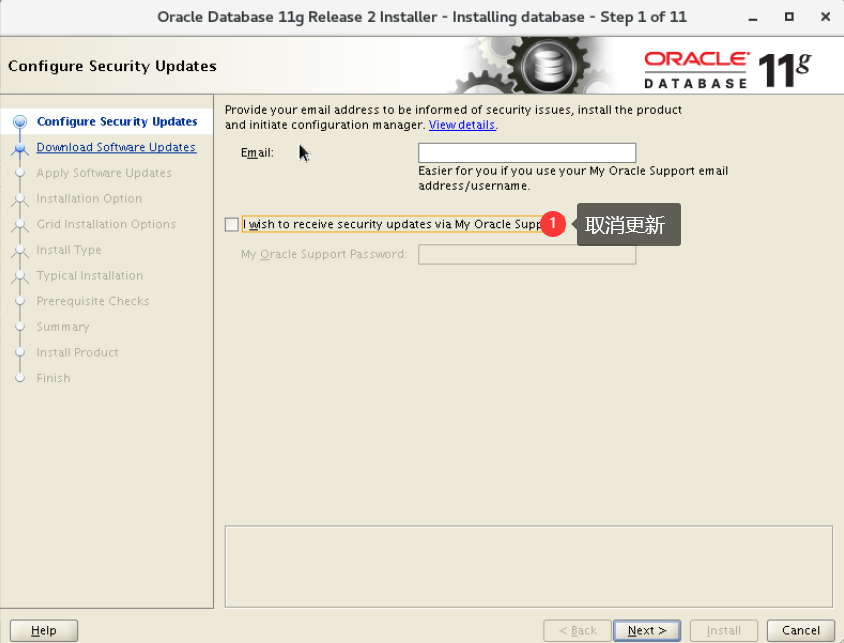 Oracle Database 11g Release 2 Installer - Installing database - Step 1 of 11
Configure Security Updates
ORACLE
DATABASE
11g
Configure Security Updates
Download Software Updates
Apply Software Updates
Installation Option
Grid Installation Options
Install Type
Typical Installation
Prerequisite Checks
Summary
Install Product
Finish
Provide your email address to be informed of security issues, install the product
and initiate configuration manager. View details.
Email:
Easier for you if you use your My Oracle Support email
address/username.
I wish to receive security updates via My Oracle Supp
1
取消更新
My Oracle Support Password:
Help
< Back
Next >
Install
Cancel